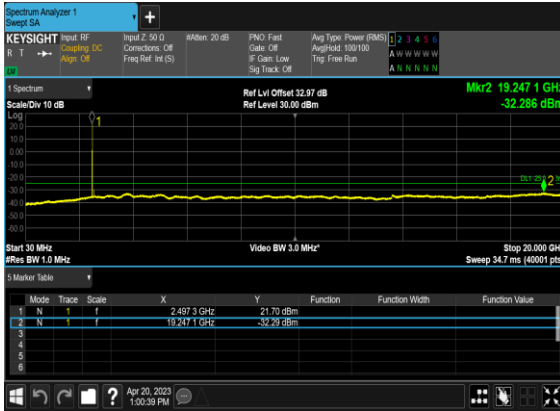 Spectrum Analyzer 1
Swept SA
+
KEYSIGHT Input: RF Input Z: 50 Ω #Atten: 20 dB PNO: Fast Avg Type: Power (RMS) 1 2 3 4 5 6
R T Coupling: DC Corrections: Off Gate: Off Avg|Hold: 100/100 A W W W W W
Align: Off Freq Ref: Int (S) IF Gain: Low Trig: Free Run
Sig Track: Off A N N N N N
1 Spectrum Ref Lvl Offset 32.97 dB Mkr2 19.247 1 GHz
Scale/Div 10 dB Ref Level 30.00 dBm -32.286 dBm
Log
1
20.0
10.0
0.00
-10.0
-20.0
2
-30.0
-40.0
-50.0
-60.0
Start 30 MHz Video BW 3.0 MHz* Stop 20.000 GHz
#Res BW 1.0 MHz Sweep 34.7 ms (40001 pts)
5 Marker Table
Mode Trace Scale X Y Function Function Width Function Value
1 N 1 f 2.497 3 GHz 21.70 dBm
2 N 1 f 19.247 1 GHz -32.29 dBm
3
4
5
6
? Apr 20, 2023
1:00:39 PM